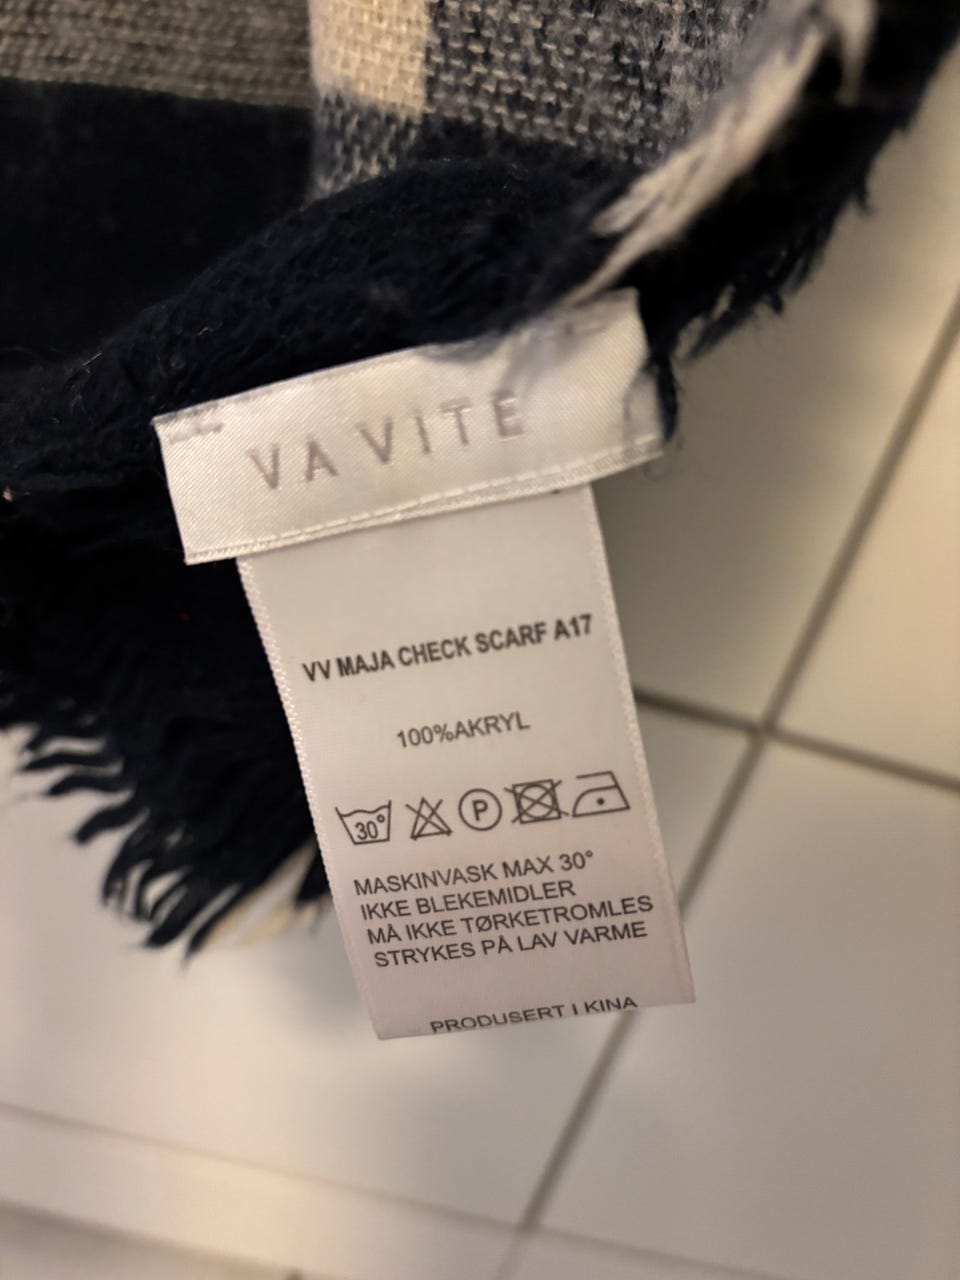 VA VITE
VV MAJA CHECK SCARF A17
100%AKRYL
30° P
MASKINVASK MAX 30°
IKKE BLEKEMIDLER
MÅ IKKE TØRKETROMLES
STRYKES PÅ LAV VARME
PRODUSERT I KINA